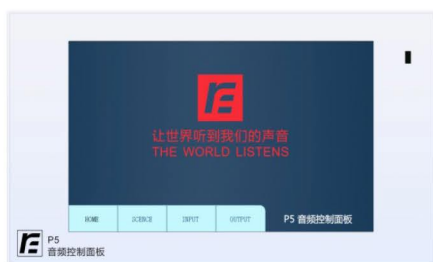 让世界听到我们的声音
THE WORLD LISTENS
HOME
SCENCE
INPUT
OUTPUT
P5 音频控制面板
P5
音频控制面板